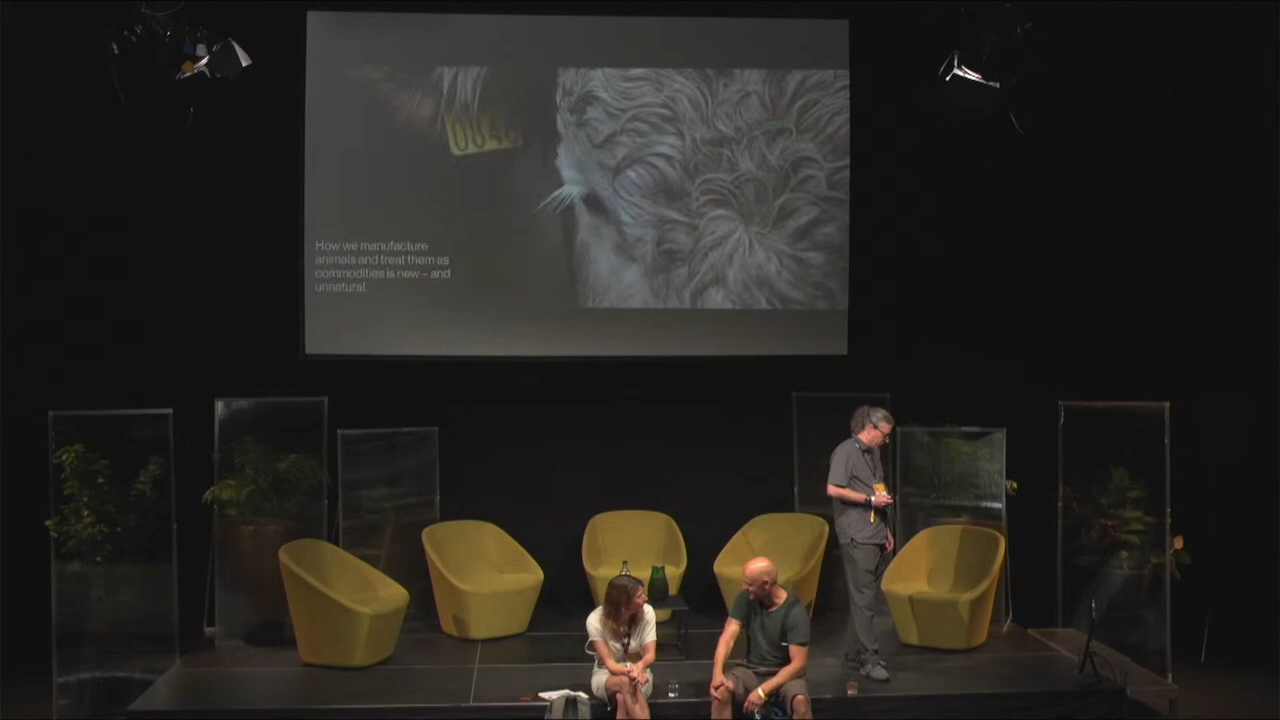 How we manufacture
animals and treat them as
commodities is new – and
unnatural.